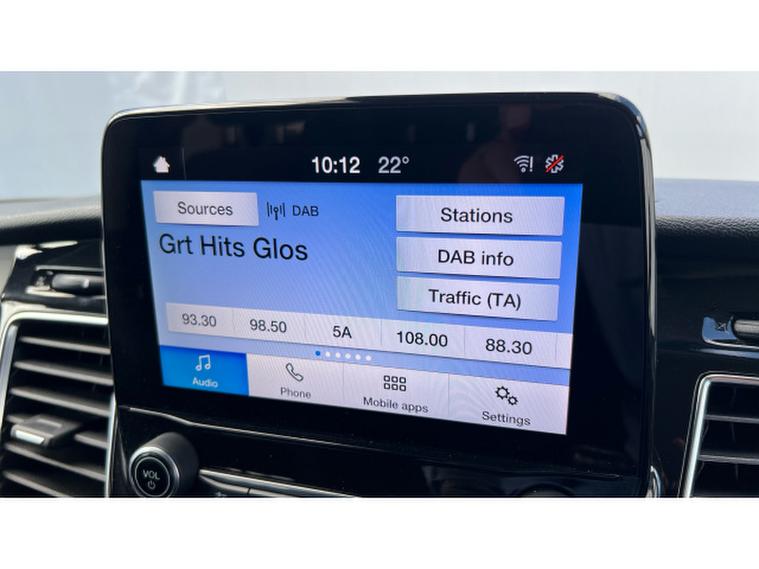 10:12 22°
Sources DAB
Stations
Grt Hits Glos
DAB info
Traffic (TA)
93.30 98.50 5A 108.00 88.30
Audio Phone Mobile apps Settings
VOL